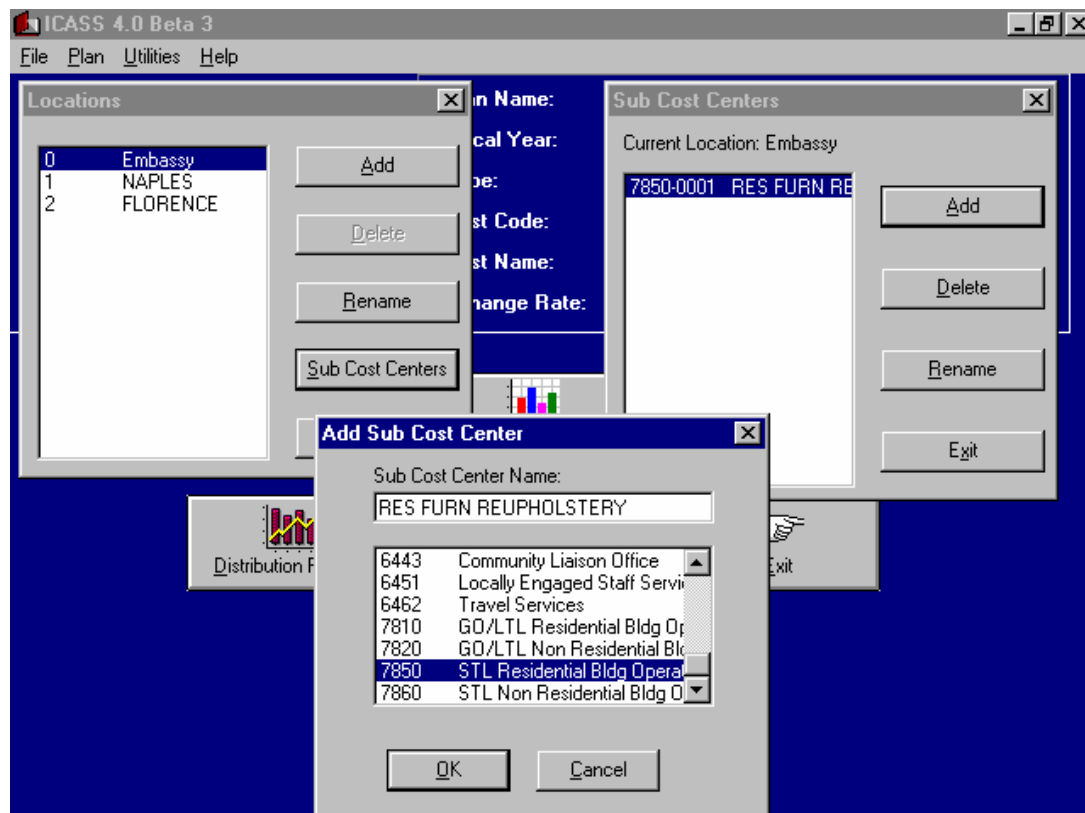 ICASS 4.0 Beta 3
File Plan Utilities Help
Locations
0 Embassy
1 NAPLES
2 FLORENCE
Add
Delete
Rename
Sub Cost Centers
n Name:
cal Year:
pe:
st Code:
st Name:
hange Rate:
Sub Cost Centers
Current Location: Embassy
7850-0001 RES FURN RE
Add
Delete
Rename
Exit
Add Sub Cost Center
Sub Cost Center Name:
RES FURN REUPHOLSTERY
6443 Community Liaison Office
6451 Locally Engaged Staff Servi
6462 Travel Services
7810 GO/LTL Residential Bldg Op
7820 GO/LTL Non Residential Bld
7850 STL Residential Bldg Operat
7860 STL Non Residential Bldg O
OK
Cancel
Distribution F
Exit